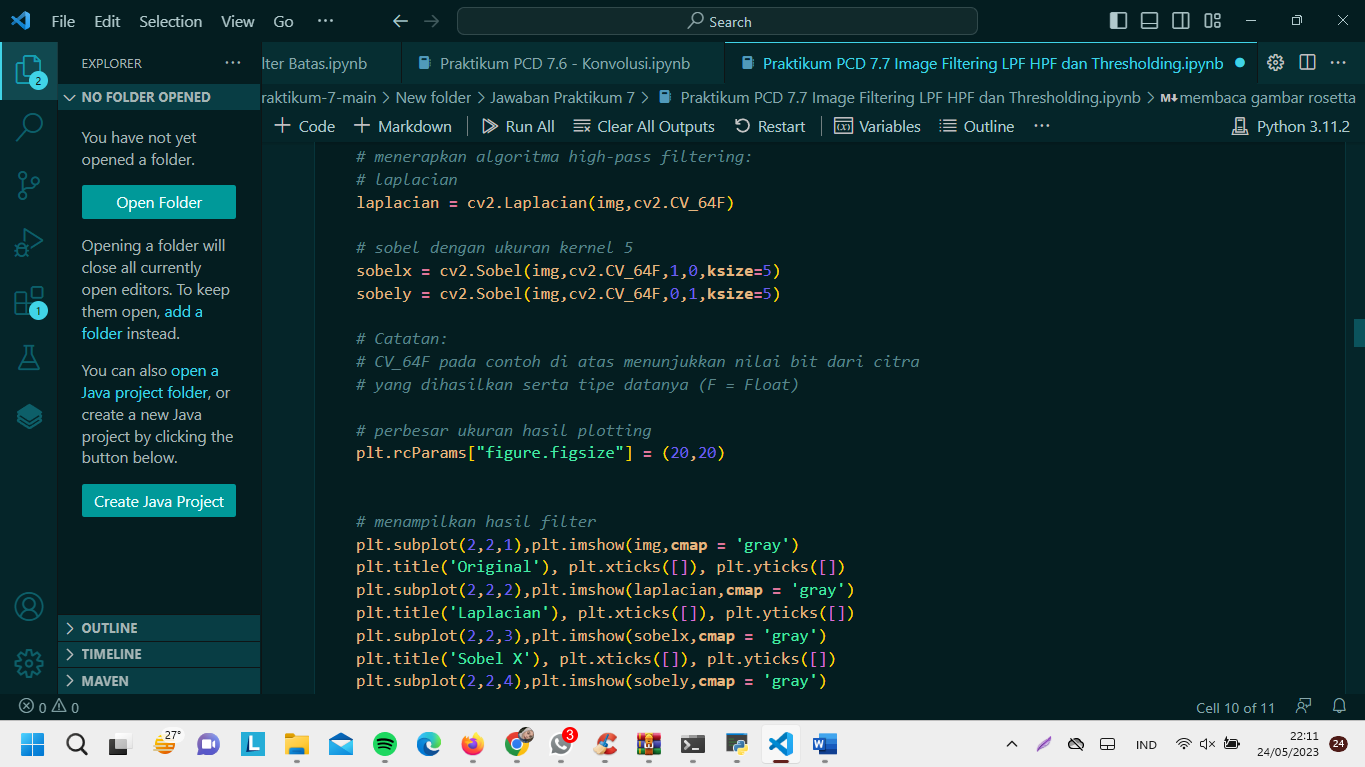 File Edit Selection View Go ··· Search
EXPLORER ···
lter Batas.ipynb Praktikum PCD 7.6 - Konvolusi.ipynb Praktikum PCD 7.7 Image Filtering LPF HPF dan Thresholding.ipynb ● ···
NO FOLDER OPENED
raktikum-7-main > New folder > Jawaban Praktikum 7 > Praktikum PCD 7.7 Image Filtering LPF HPF dan Thresholding.ipynb > M↓membaca gambar rosetta
+ Code + Markdown Run All Clear All Outputs Restart Variables Outline ··· Python 3.11.2
2
You have not yet
opened a folder.
Open Folder
Opening a folder will
close all currently
open editors. To keep
them open, add a
folder instead.
1
You can also open a
Java project folder, or
create a new Java
project by clicking the
button below.
Create Java Project
OUTLINE
TIMELINE
MAVEN
# menerapkan algoritma high-pass filtering:
# laplacian
laplacian = cv2.Laplacian(img,cv2.CV_64F)
# sobel dengan ukuran kernel 5
sobelx = cv2.Sobel(img,cv2.CV_64F,1,0,ksize=5)
sobely = cv2.Sobel(img,cv2.CV_64F,0,1,ksize=5)
# Catatan:
# CV_64F pada contoh di atas menunjukkan nilai bit dari citra
# yang dihasilkan serta tipe datanya (F = Float)
# perbesar ukuran hasil plotting
plt.rcParams["figure.figsize"] = (20,20)
# menampilkan hasil filter
plt.subplot(2,2,1),plt.imshow(img,cmap = 'gray')
plt.title('Original'), plt.xticks([]), plt.yticks([])
plt.subplot(2,2,2),plt.imshow(laplacian,cmap = 'gray')
plt.title('Laplacian'), plt.xticks([]), plt.yticks([])
plt.subplot(2,2,3),plt.imshow(sobelx,cmap = 'gray')
plt.title('Sobel X'), plt.xticks([]), plt.yticks([])
plt.subplot(2,2,4),plt.imshow(sobely,cmap = 'gray')
0 0 Cell 10 of 11
27° L 3 W IND 22:11
24/05/2023 24